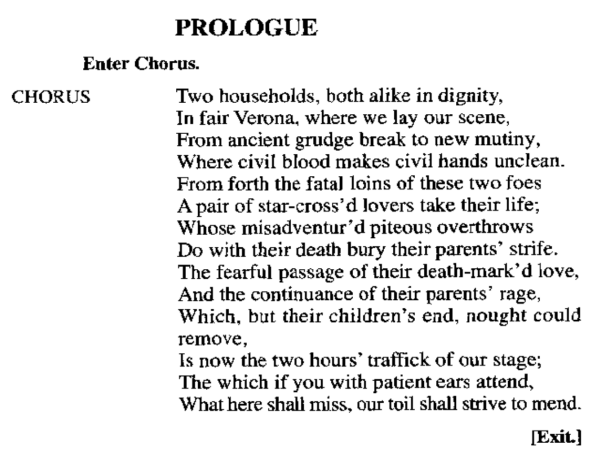 PROLOGUE
Enter Chorus.
CHORUS Two households, both alike in dignity,
In fair Verona, where we lay our scene,
From ancient grudge break to new mutiny,
Where civil blood makes civil hands unclean.
From forth the fatal loins of these two foes
A pair of star-cross'd lovers take their life;
Whose misadventur'd piteous overthrows
Do with their death bury their parents' strife.
The fearful passage of their death-mark'd love,
And the continuance of their parents' rage,
Which, but their children's end, nought could
remove,
Is now the two hours' traffick of our stage;
The which if you with patient ears attend,
What here shall miss, our toil shall strive to mend.
[Exit.]